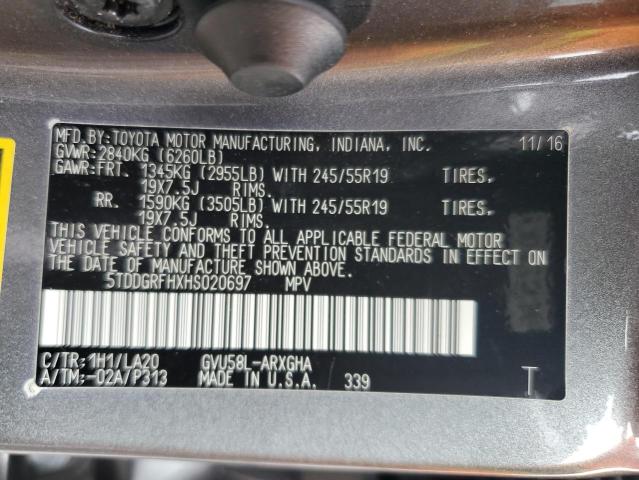 MFD.BY:TOYOTA MOTOR MANUFACTURING, INDIANA, INC. 11/16
GVWR:2840KG (6260LB)
GAWR:FRT. 1345KG (2955LB) WITH 245/55R19 TIRES,
19X7.5J RIMS.
RR. 1590KG (3505LB) WITH 245/55R19 TIRES,
19X7.5J RIMS.
THIS VEHICLE CONFORMS TO ALL APPLICABLE FEDERAL MOTOR
VEHICLE SAFETY AND THEFT PREVENTION STANDARDS IN EFFECT ON
THE DATE OF MANUFACTURE SHOWN ABOVE.
5TDDGRFHXHS020697 MPV
C/TR:1H1/LA20 GVU58L-ARXGHA
A/TM:-02A/P313 MADE IN U.S.A. 339 T